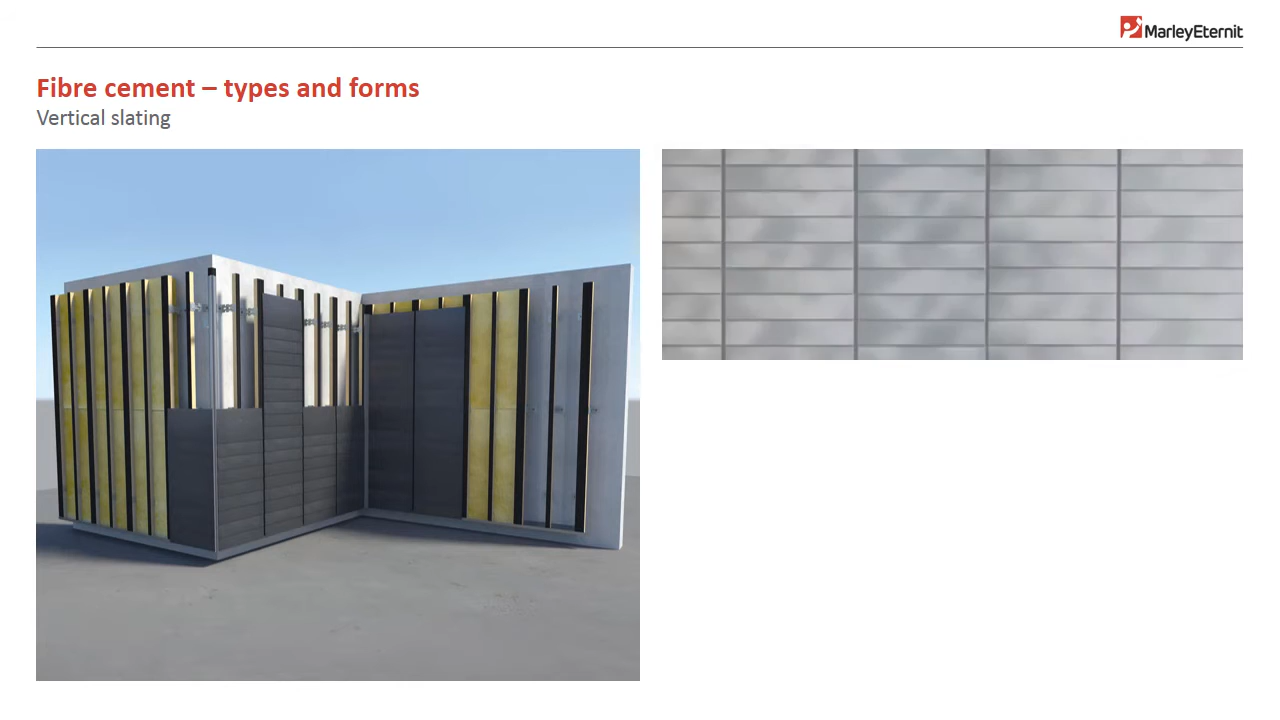 MarleyEternit
Fibre cement – types and forms
Vertical slating